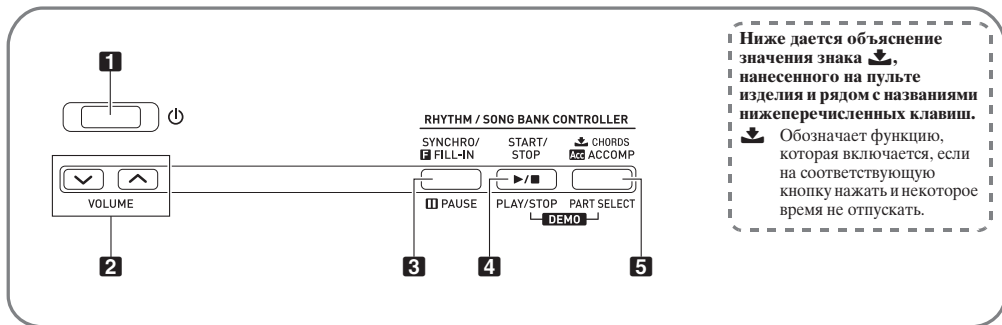 1
RHYTHM / SONG BANK CONTROLLER
SYNCHRO/
F FILL-IN
START/
STOP
CHORDS
Acc ACCOMP
VOLUME
PAUSE
PLAY/STOP
PART SELECT
DEMO
2
3
4
5
Ниже дается объяснение
значения знака ,
нанесенного на пульте
изделия и рядом с названиями
нижеперечисленных клавиш.
Обозначает функцию,
которая включается, если
на соответствующую
кнопку нажать и некоторое
время не отпускать.